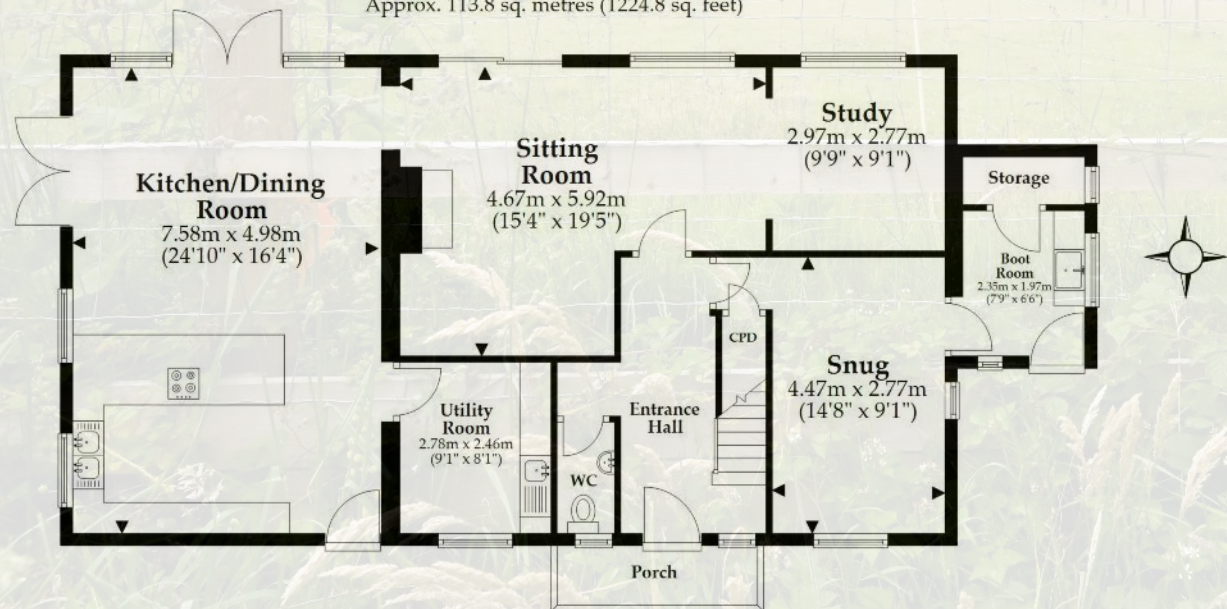 Approx. 113.8 sq. metres (1224.8 sq. feet)
Kitchen/Dining
Room
7.58m x 4.98m
(24'10" x 16'4")
Sitting
Room
4.67m x 5.92m
(15'4" x 19'5")
Study
2.97m x 2.77m
(9'9" x 9'1")
Storage
Boot
Room
2.35m x 1.97m
(7'9" x 6'6")
CPD
Snug
4.47m x 2.77m
(14'8" x 9'1")
Utility
Room
2.78m x 2.46m
(9'1" x 8'1")
WC
Entrance
Hall
Porch